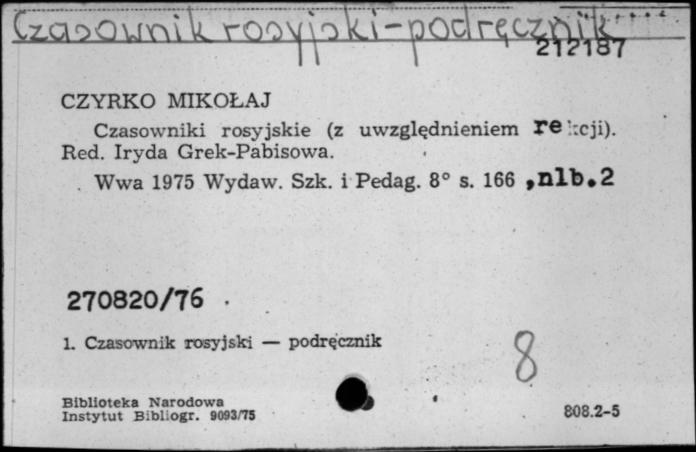 Czasownik rosyjski-podręcznik
212187
CZYRKO MIKOŁAJ
Czasowniki rosyjskie (z uwzględnieniem rekcji).
Red. Iryda Grek-Pabisowa.
Wwa 1975 Wydaw. Szk. i Pedag. 8° s. 166 ,nlb.2
270820/76
1. Czasownik rosyjski — podręcznik
8
Biblioteka Narodowa
Instytut Bibliogr. 9093/75
808.2-5